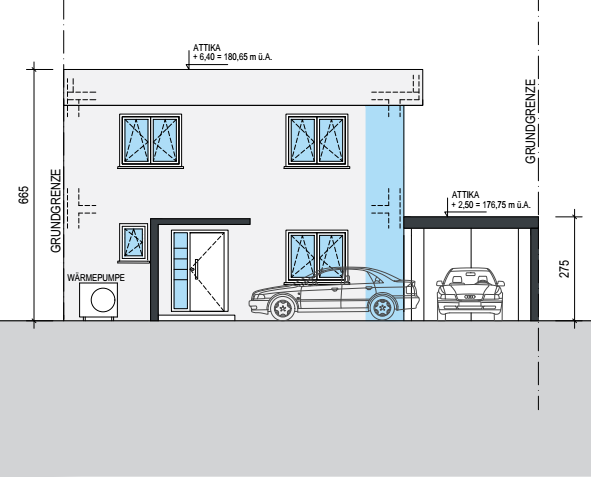 ATTIKA
+ 6,40 = 180,65 m ü.A.
GRUNDGRENZE
ATTIKA
+ 2,50 = 176,75 m ü.A.
665
GRUNDGRENZE
275
WÄRMEPUMPE